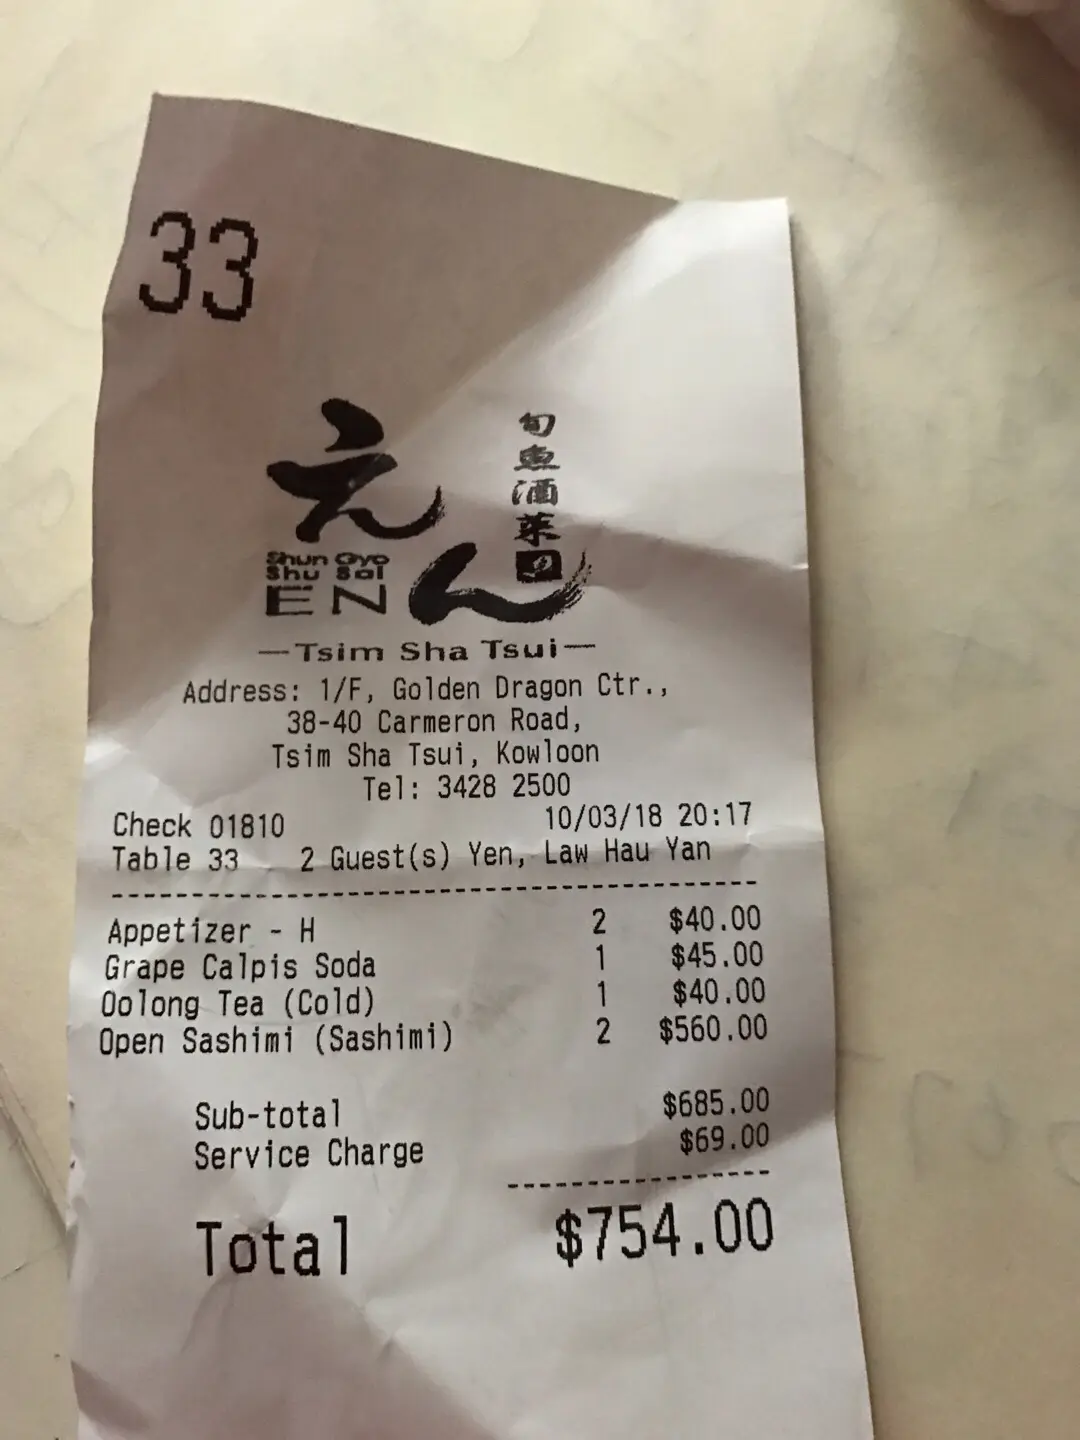 33
えん
旬魚酒菜
Shun Gyo
Shu Sai
EN
—Tsim Sha Tsui—
Address: 1/F, Golden Dragon Ctr.,
38-40 Carmeron Road,
Tsim Sha Tsui, Kowloon
Tel: 3428 2500
Check 01810 10/03/18 20:17
Table 33 2 Guest(s) Yen, Law Hau Yan
Appetizer - H 2 $40.00
Grape Calpis Soda 1 $45.00
Oolong Tea (Cold) 1 $40.00
Open Sashimi (Sashimi) 2 $560.00
Sub-total $685.00
Service Charge $69.00
Total $754.00